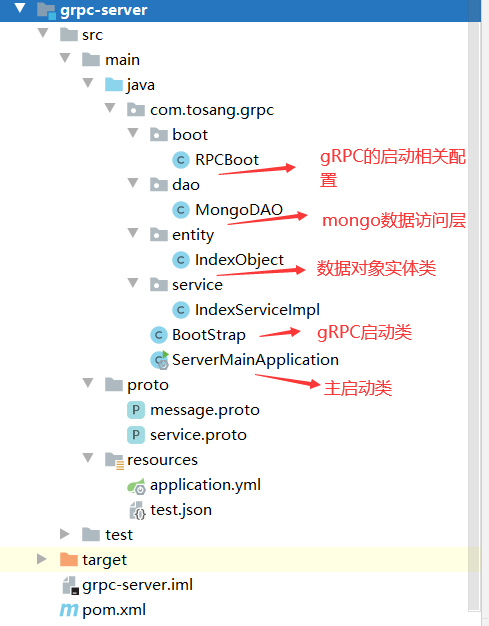 grpc-server
src
main
java
com.tosang.grpc
boot
RPCBoot
gRPC的启动相关配
置
dao
MongoDAO
mongo数据访问层
entity
IndexObject
数据对象实体类
service
IndexServiceImpl
BootStrap
gRPC启动类
ServerMainApplication
主启动类
proto
message.proto
service.proto
resources
application.yml
test.json
test
target
grpc-server.iml
pom.xml